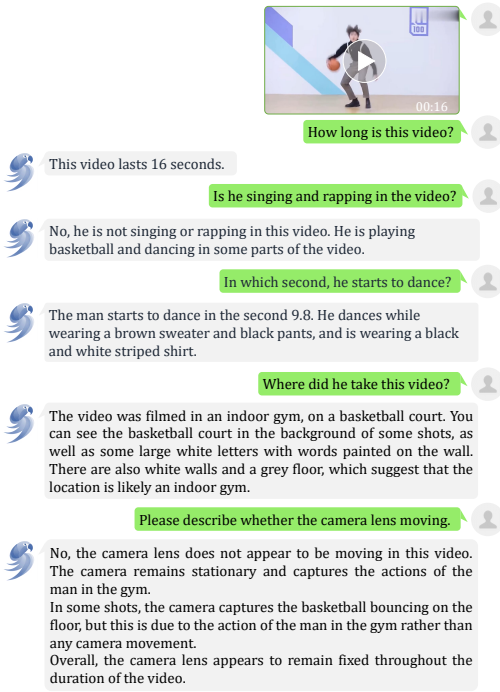 .U
100
00:16
How long is this video?
This video lasts 16 seconds.
Is he singing and rapping in the video?
No, he is not singing or rapping in this video. He is playing
basketball and dancing in some parts of the video.
In which second, he starts to dance?
The man starts to dance in the second 9.8. He dances while
wearing a brown sweater and black pants, and is wearing a black
and white striped shirt.
Where did he take this video?
The video was filmed in an indoor gym, on a basketball court. You
can see the basketball court in the background of some shots, as
well as some large white letters with words painted on the wall.
There are also white walls and a grey floor, which suggest that the
location is likely an indoor gym.
Please describe whether the camera lens moving.
No, the camera lens does not appear to be moving in this video.
The camera remains stationary and captures the actions of the
man in the gym.
In some shots, the camera captures the basketball bouncing on the
floor, but this is due to the action of the man in the gym rather than
any camera movement.
Overall, the camera lens appears to remain fixed throughout the
duration of the video.